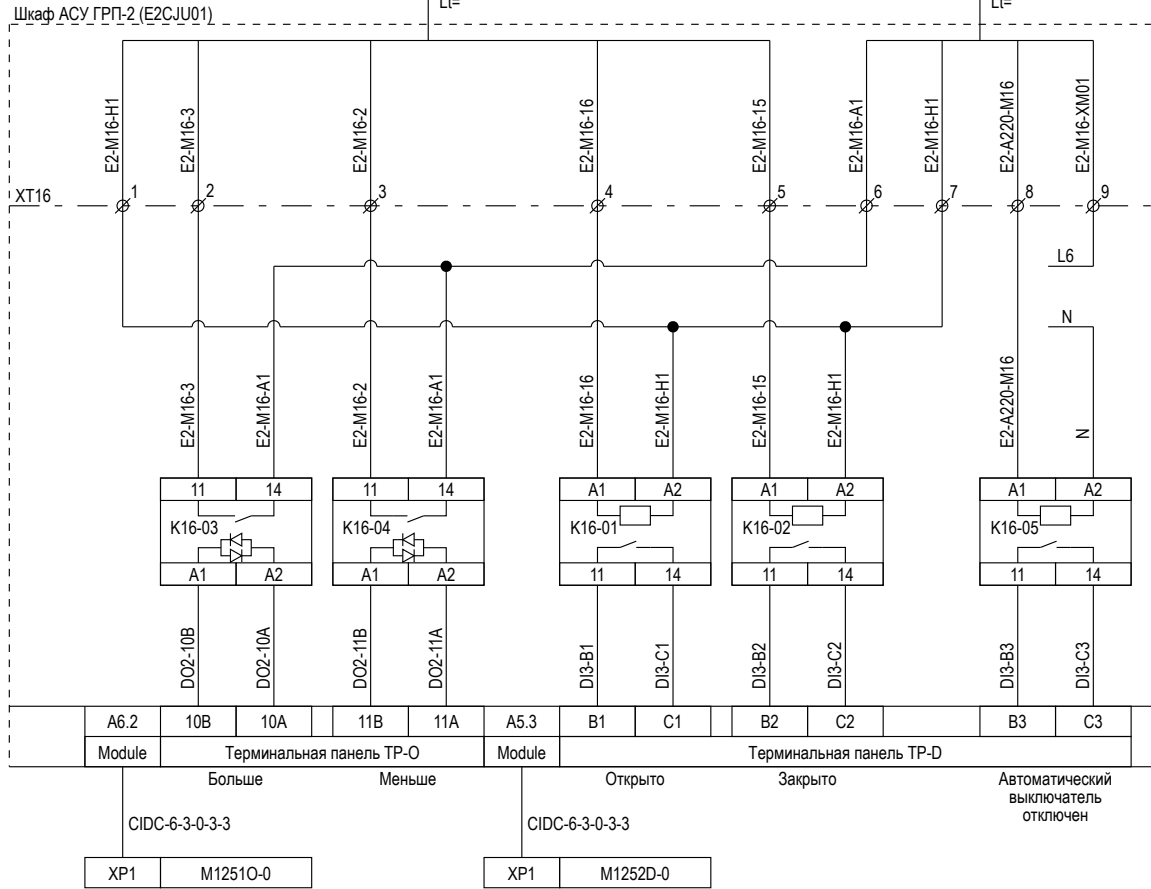 Lt=
Lt=
Шкаф АСУ ГРП-2 (E2CJU01)
E2-M16-H1
E2-M16-3
E2-M16-2
E2-M16-16
E2-M16-15
E2-M16-A1
E2-M16-H1
E2-A220-M16
E2-M16-XM01
XT16
1
2
3
4
5
6
7
8
9
L6
N
E2-M16-3
E2-M16-A1
E2-M16-2
E2-M16-A1
E2-M16-16
E2-M16-H1
E2-M16-15
E2-M16-H1
E2-A220-M16
N
11 14
11 14
A1 A2
A1 A2
A1 A2
K16-03
K16-04
K16-01
K16-02
K16-05
A1 A2
A1 A2
11 14
11 14
11 14
DO2-10B
DO2-10A
DO2-11B
DO2-11A
DI3-B1
DI3-C1
DI3-B2
DI3-C2
DI3-B3
DI3-C3
A6.2 10B 10A 11B 11A A5.3 B1 C1 B2 C2 B3 C3
Module Терминальная панель TP-O Module Терминальная панель TP-D
Больше
Меньше
Открыто
Закрыто
Автоматический
выключатель
отключен
CIDC-6-3-0-3-3
CIDC-6-3-0-3-3
XP1 M1251O-0
XP1 M1252D-0